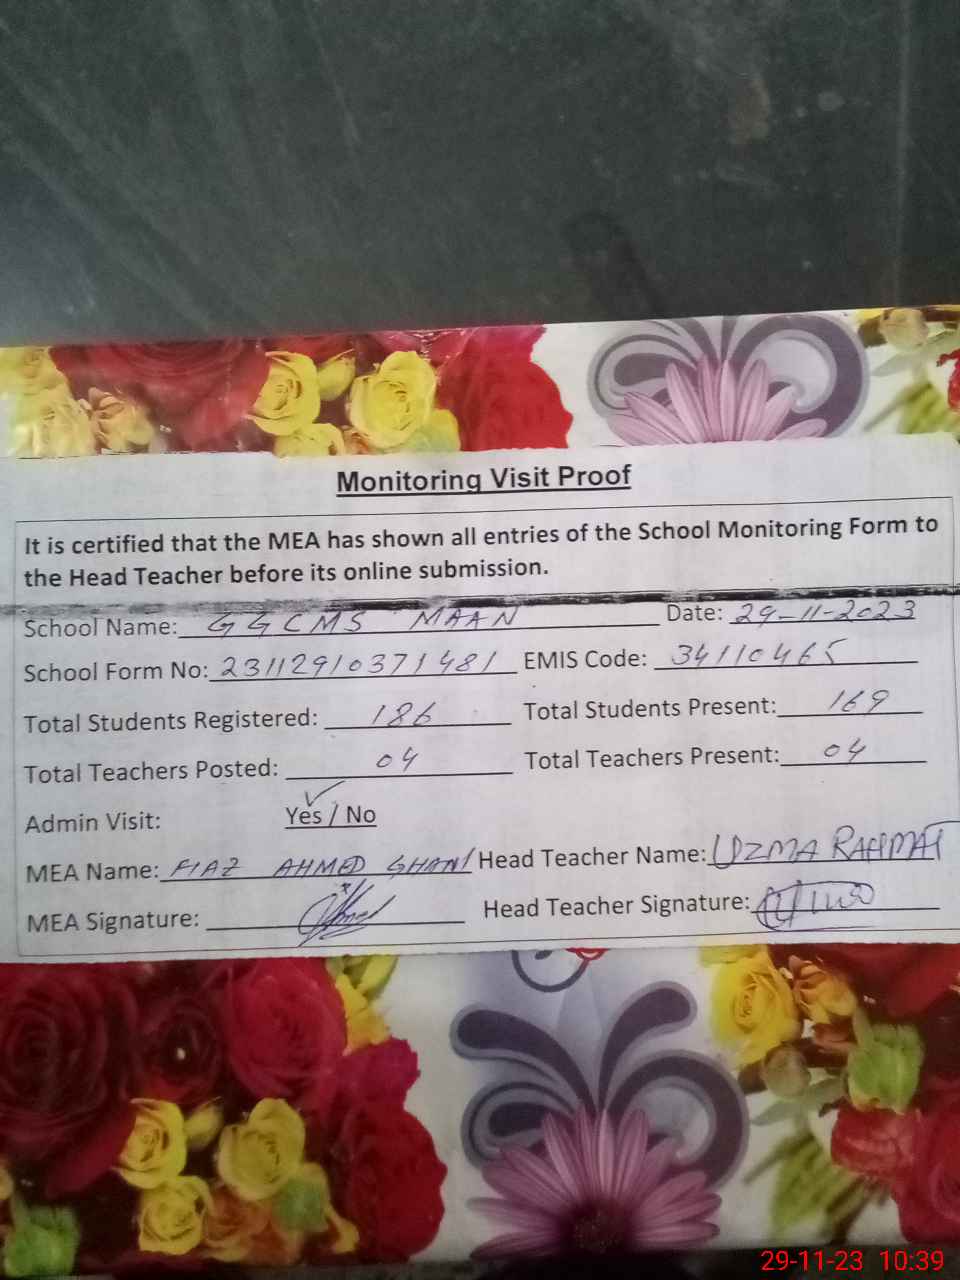 Monitoring Visit Proof
It is certified that the MEA has shown all entries of the School Monitoring Form to
the Head Teacher before its online submission.
School Name: GGCMS MAAN Date: 29-11-2023
School Form No: 23112910371481 EMIS Code: 34110465
Total Students Registered: 186 Total Students Present: 169
Total Teachers Posted: 04 Total Teachers Present: 04
Admin Visit: Yes / No
MEA Name: FIAZ AHMED GHANI Head Teacher Name: UZMA RAHMAT
MEA Signature: Head Teacher Signature:
29-11-23 10:39